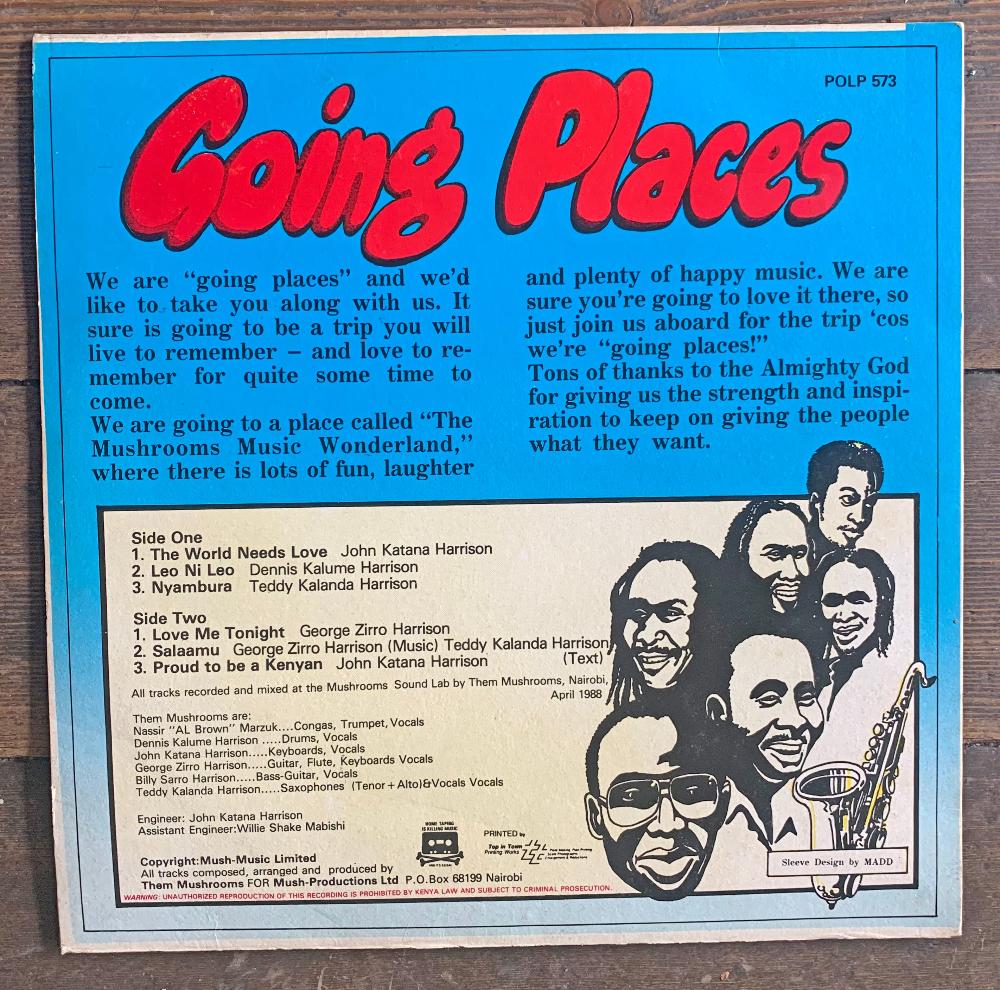 POLP 573
Going Places
We are “going places” and we’d
like to take you along with us. It
sure is going to be a trip you will
live to remember – and love to re-
member for quite some time to
come.
We are going to a place called “The
Mushrooms Music Wonderland,”
where there is lots of fun, laughter
and plenty of happy music. We are
sure you’re going to love it there, so
just join us aboard for the trip ‘cos
we’re “going places!”
Tons of thanks to the Almighty God
for giving us the strength and inspi-
ration to keep on giving the people
what they want.
Side One
1. The World Needs Love John Katana Harrison
2. Leo Ni Leo Dennis Kalume Harrison
3. Nyambura Teddy Kalanda Harrison
Side Two
1. Love Me Tonight George Zirro Harrison
2. Salaamu George Zirro Harrison (Music) Teddy Kalanda Harrison
(Text)
3. Proud to be a Kenyan John Katana Harrison
All tracks recorded and mixed at the Mushrooms Sound Lab by Them Mushrooms, Nairobi,
April 1988
Them Mushrooms are:
Nassir "AL Brown" Marzuk....Congas, Trumpet, Vocals
Dennis Kalume Harrison .....Drums, Vocals
John Katana Harrison.....Keyboards, Vocals
George Zirro Harrison.....Guitar, Flute, Keyboards Vocals
Billy Sarro Harrison.....Bass-Guitar, Vocals
Teddy Kalanda Harrison.....Saxophones (Tenor+Alto)&Vocals Vocals
Engineer: John Katana Harrison
Assistant Engineer:Willie Shake Mabishi
HOME TAPING
IS KILLING MUSIC
AND IT'S ILLEGAL
PRINTED by
Top in Town
Printing Works
Copyright:Mush-Music Limited
All tracks composed, arranged and produced by
Them Mushrooms FOR Mush-Productions Ltd P.O.Box 68199 Nairobi
WARNING: UNAUTHORIZED REPRODUCTION OF THIS RECORDING IS PROHIBITED BY KENYA LAW AND SUBJECT TO CRIMINAL PROSECUTION.
Sleeve Design by MADD